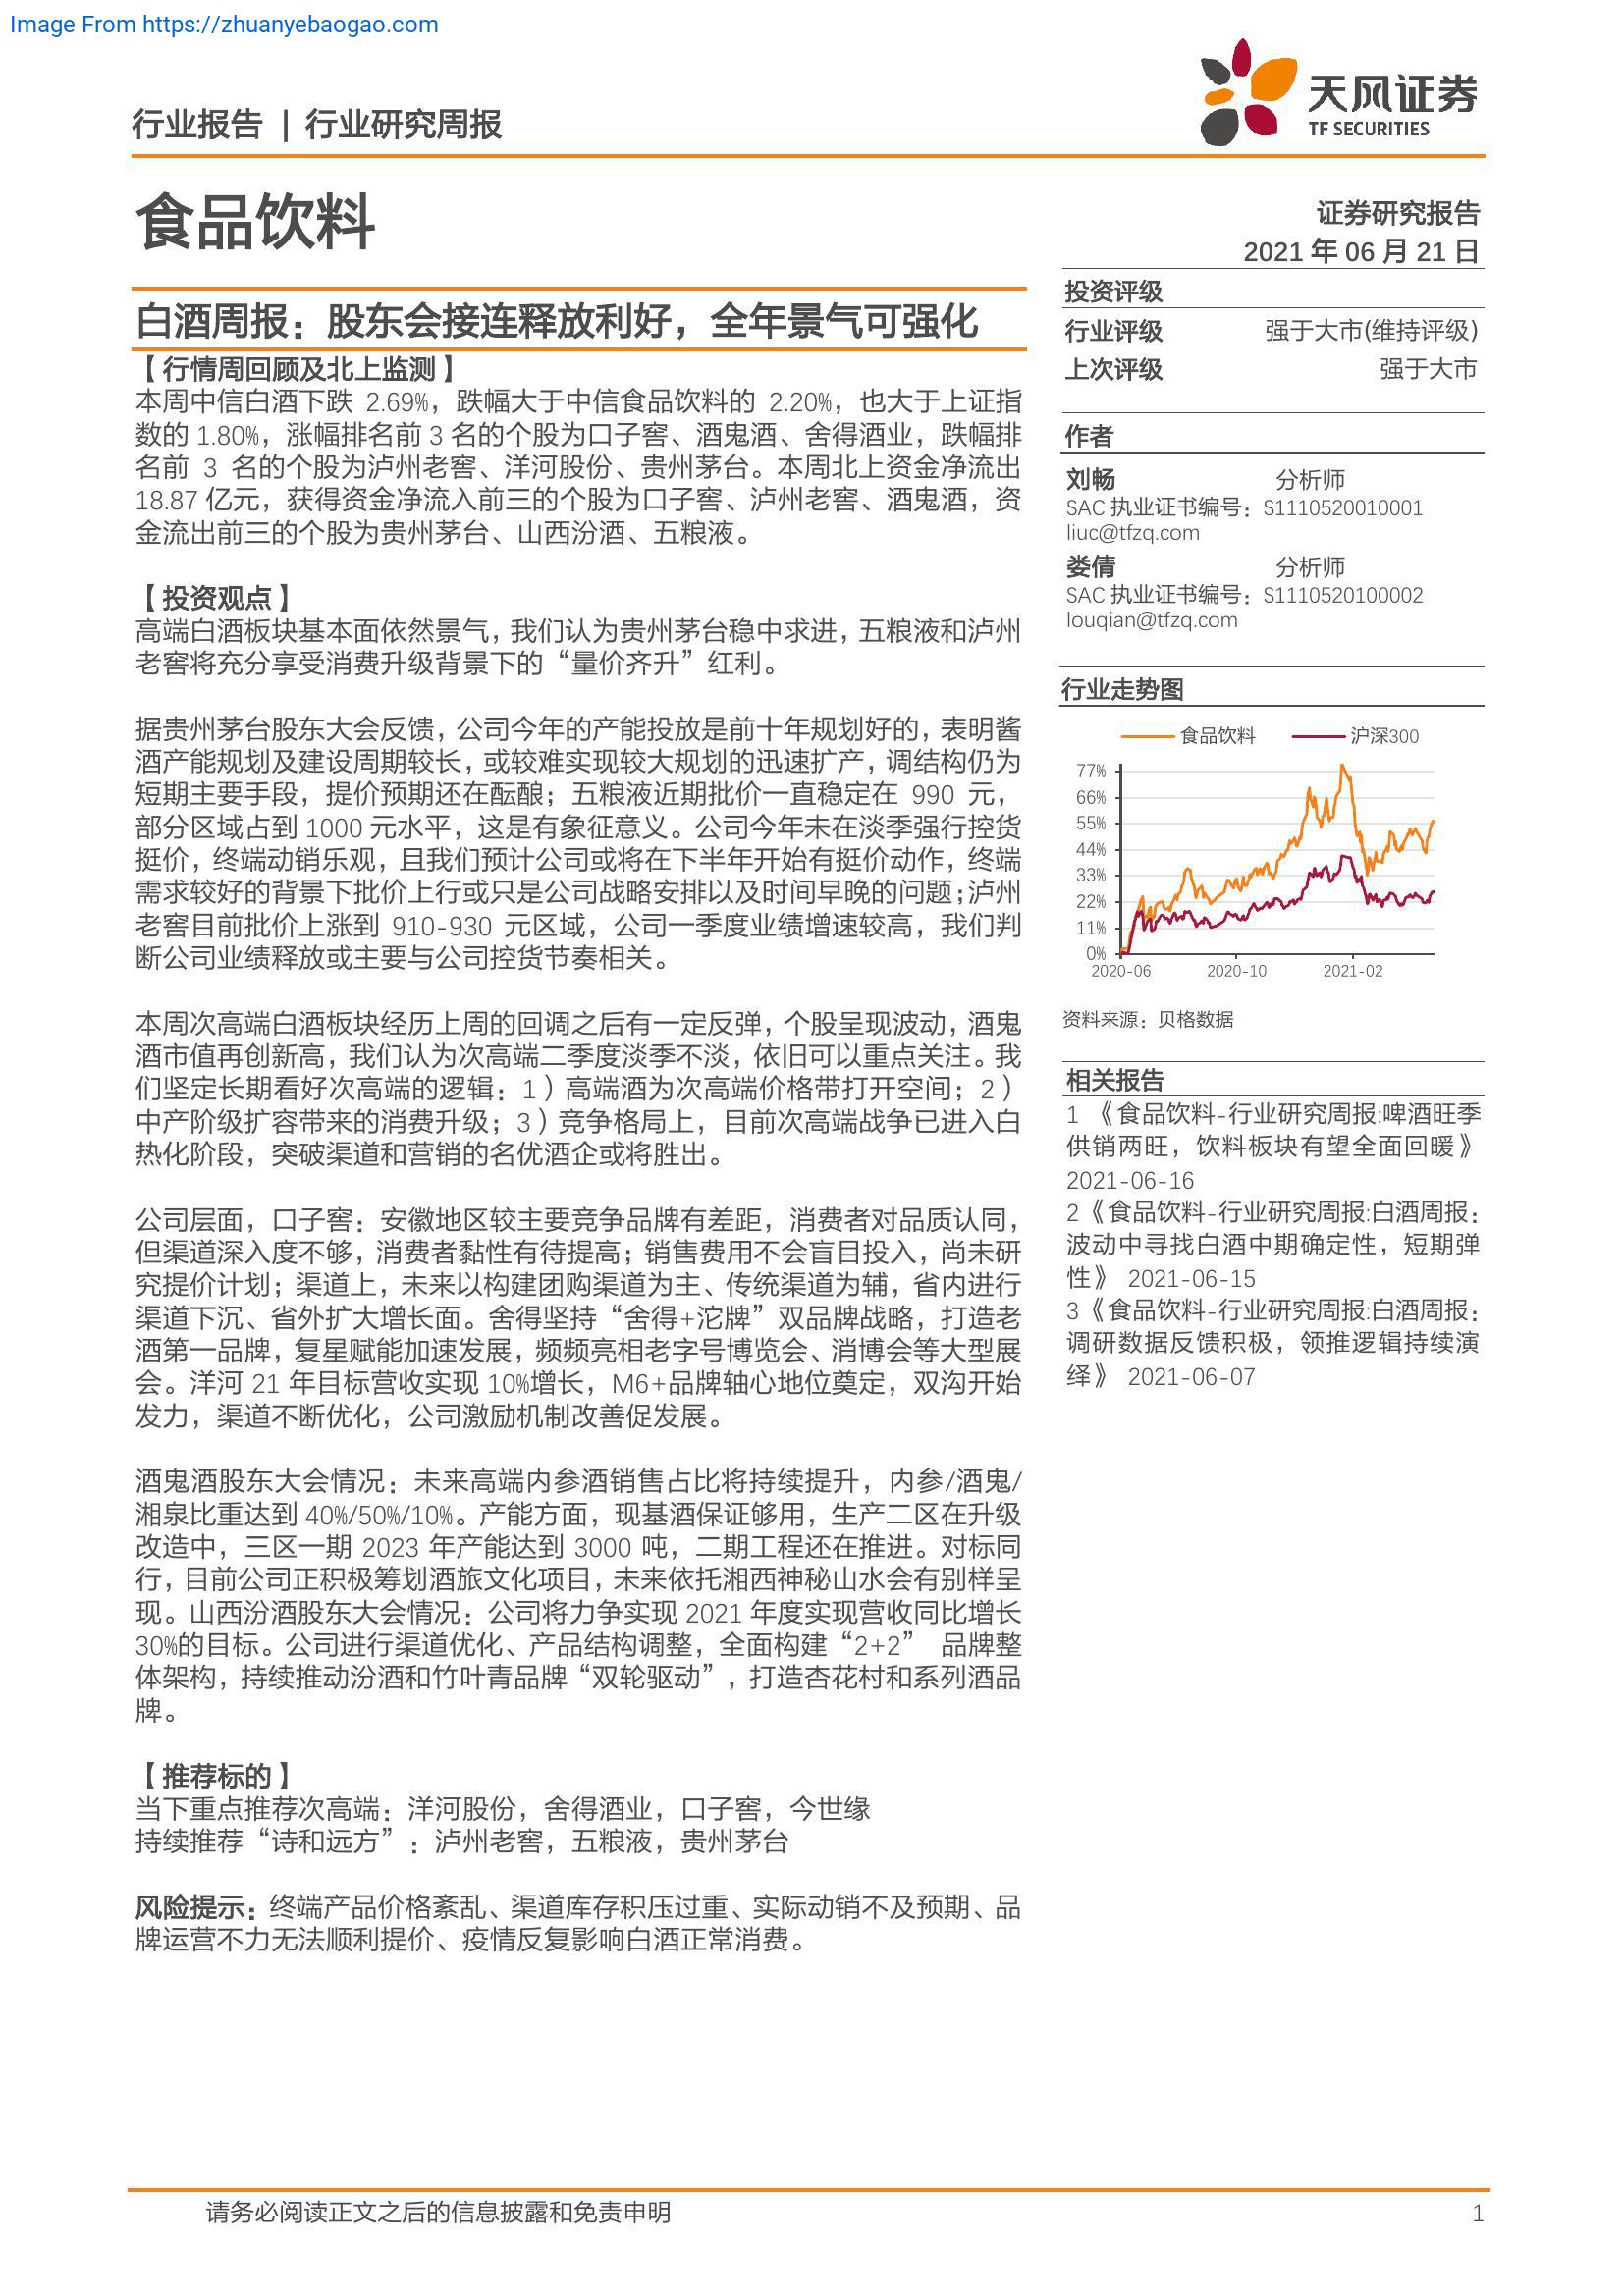 Image From https://zhuanyebaogao.com
行业报告 | 行业研究周报
天风证券
TF SECURITIES
食品饮料
证券研究报告
2021 年 06 月 21 日
白酒周报：股东会接连释放利好，全年景气可强化
【行情周回顾及北上监测】
本周中信白酒下跌 2.69%，跌幅大于中信食品饮料的 2.20%，也大于上证指
数的 1.80%，涨幅排名前 3 名的个股为口子窖、酒鬼酒、舍得酒业，跌幅排
名前 3 名的个股为泸州老窖、洋河股份、贵州茅台。本周北上资金净流出
18.87 亿元，获得资金净流入前三的个股为口子窖、泸州老窖、酒鬼酒，资
金流出前三的个股为贵州茅台、山西汾酒、五粮液。
【投资观点】
高端白酒板块基本面依然景气，我们认为贵州茅台稳中求进，五粮液和泸州
老窖将充分享受消费升级背景下的“量价齐升”红利。
据贵州茅台股东大会反馈，公司今年的产能投放是前十年规划好的，表明酱
酒产能规划及建设周期较长，或较难实现较大规划的迅速扩产，调结构仍为
短期主要手段，提价预期还在酝酿；五粮液近期批价一直稳定在 990 元，
部分区域占到 1000 元水平，这是有象征意义。公司今年未在淡季强行控货
挺价，终端动销乐观，且我们预计公司或将在下半年开始有挺价动作，终端
需求较好的背景下批价上行或只是公司战略安排以及时间早晚的问题；泸州
老窖目前批价上涨到 910-930 元区域，公司一季度业绩增速较高，我们判
断公司业绩释放或主要与公司控货节奏相关。
本周次高端白酒板块经历上周的回调之后有一定反弹，个股呈现波动，酒鬼
酒市值再创新高，我们认为次高端二季度淡季不淡，依旧可以重点关注。我
们坚定长期看好次高端的逻辑：1）高端酒为次高端价格带打开空间；2）
中产阶级扩容带来的消费升级；3）竞争格局上，目前次高端战争已进入白
热化阶段，突破渠道和营销的名优酒企或将胜出。
公司层面，口子窖：安徽地区较主要竞争品牌有差距，消费者对品质认同，
但渠道深入度不够，消费者黏性有待提高；销售费用不会盲目投入，尚未研
究提价计划；渠道上，未来以构建团购渠道为主、传统渠道为辅，省内进行
渠道下沉、省外扩大增长面。舍得坚持“舍得+沱牌”双品牌战略，打造老
酒第一品牌，复星赋能加速发展，频频亮相老字号博览会、消博会等大型展
会。洋河 21 年目标营收实现 10%增长，M6+品牌轴心地位奠定，双沟开始
发力，渠道不断优化，公司激励机制改善促发展。
酒鬼酒股东大会情况：未来高端内参酒销售占比将持续提升，内参/酒鬼/
湘泉比重达到 40%/50%/10%。产能方面，现基酒保证够用，生产二区在升级
改造中，三区一期 2023 年产能达到 3000 吨，二期工程还在推进。对标同
行，目前公司正积极筹划酒旅文化项目，未来依托湘西神秘山水会有别样呈
现。山西汾酒股东大会情况：公司将力争实现 2021 年度实现营收同比增长
30%的目标。公司进行渠道优化、产品结构调整，全面构建“2+2” 品牌整
体架构，持续推动汾酒和竹叶青品牌“双轮驱动”，打造杏花村和系列酒品
牌。
【推荐标的】
当下重点推荐次高端：洋河股份，舍得酒业，口子窖，今世缘
持续推荐“诗和远方”：泸州老窖，五粮液，贵州茅台
风险提示：终端产品价格紊乱、渠道库存积压过重、实际动销不及预期、品
牌运营不力无法顺利提价、疫情反复影响白酒正常消费。
投资评级
行业评级 强于大市(维持评级)
上次评级 强于大市
作者
刘畅 分析师
SAC 执业证书编号：S1110520010001
liuc@tfzq.com
娄倩 分析师
SAC 执业证书编号：S1110520100002
louqian@tfzq.com
行业走势图
食品饮料 沪深300
77%
66%
55%
44%
33%
22%
11%
0%
2020-06 2020-10 2021-02
资料来源：贝格数据
相关报告
1 《食品饮料-行业研究周报:啤酒旺季
供销两旺，饮料板块有望全面回暖》
2021-06-16
2 《食品饮料-行业研究周报:白酒周报：
波动中寻找白酒中期确定性，短期弹
性》 2021-06-15
3 《食品饮料-行业研究周报:白酒周报：
调研数据反馈积极，领推逻辑持续演
绎》 2021-06-07
请务必阅读正文之后的信息披露和免责申明 1